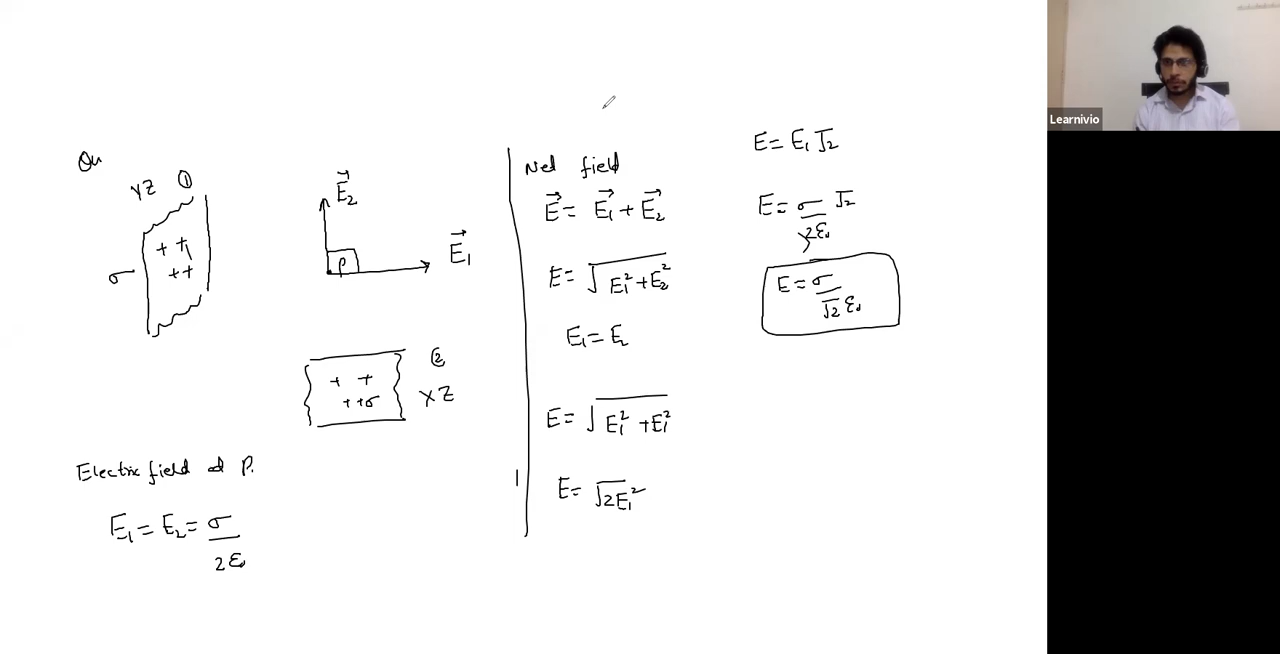 Qu
YZ ①
σ
+ +
+ +
E⃗₂
E⃗₁
P
②
+ +
+ + σ
XZ
Electric field at P.
E₁ = E₂ = σ/2ε₀
Net field
E⃗ = E⃗₁ + E⃗₂
E = √(E₁² + E₂²)
E₁ = E₂
E = √(E₁² + E₁²)
E = √2E₁²
E = E₁√2
E = σ/2ε₀ √2
E = σ/√2 ε₀
Learnivio